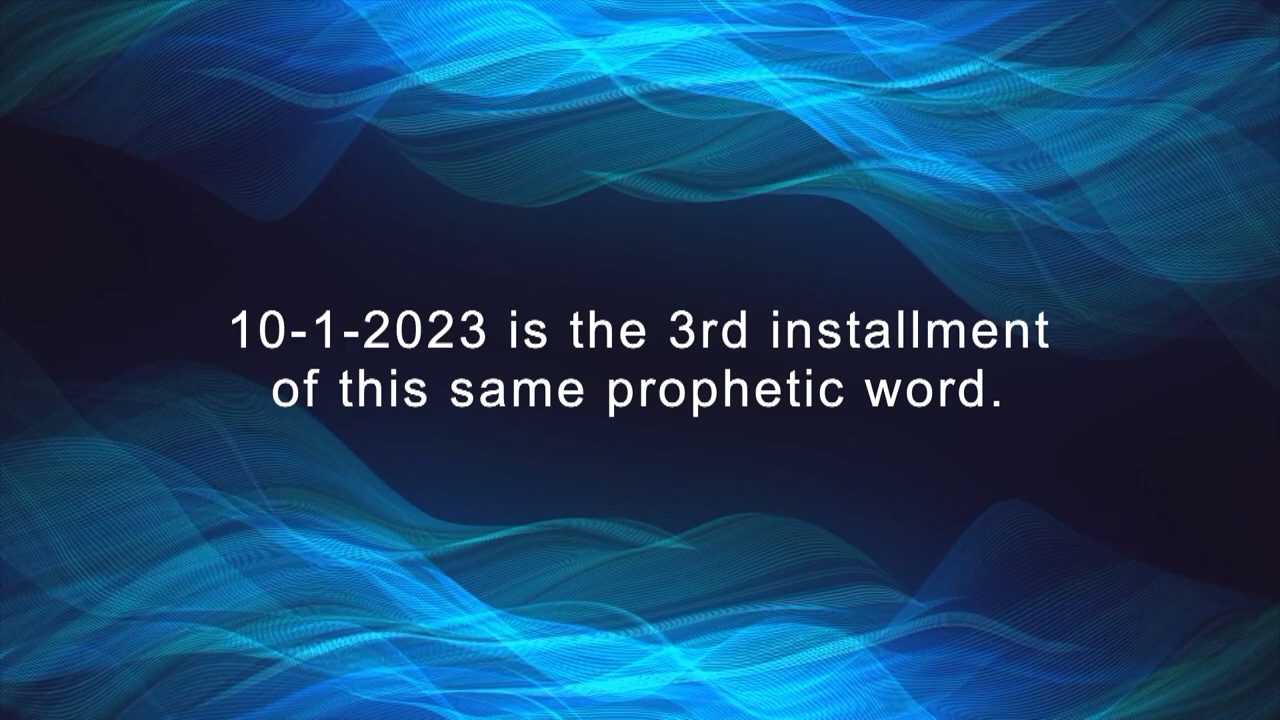 10-1-2023 is the 3rd installment
of this same prophetic word.